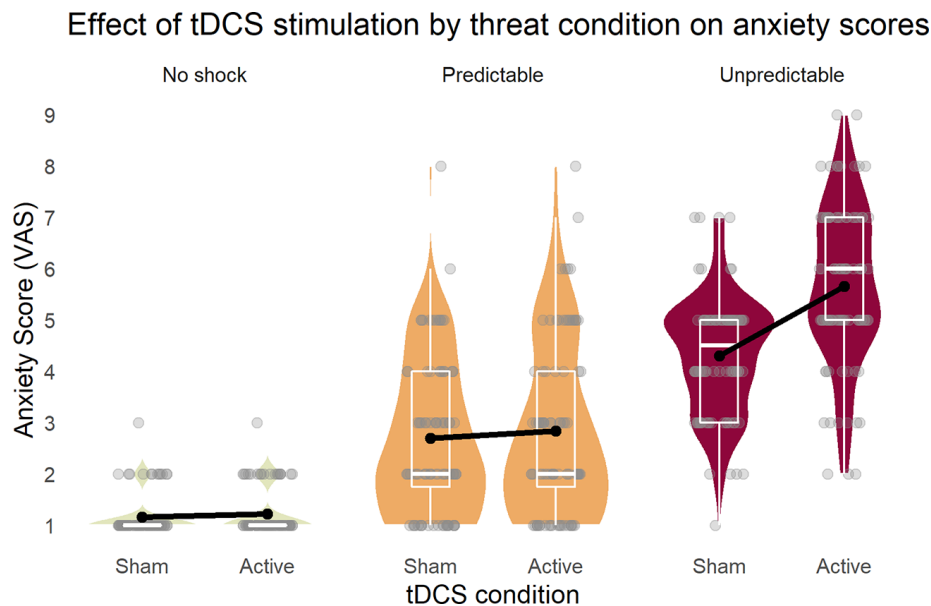 Effect of tDCS stimulation by threat condition on anxiety scores
No shock Predictable Unpredictable
Anxiety Score (VAS)
9
8
7
6
5
4
3
2
1
Sham Active Sham Active Sham Active
tDCS condition